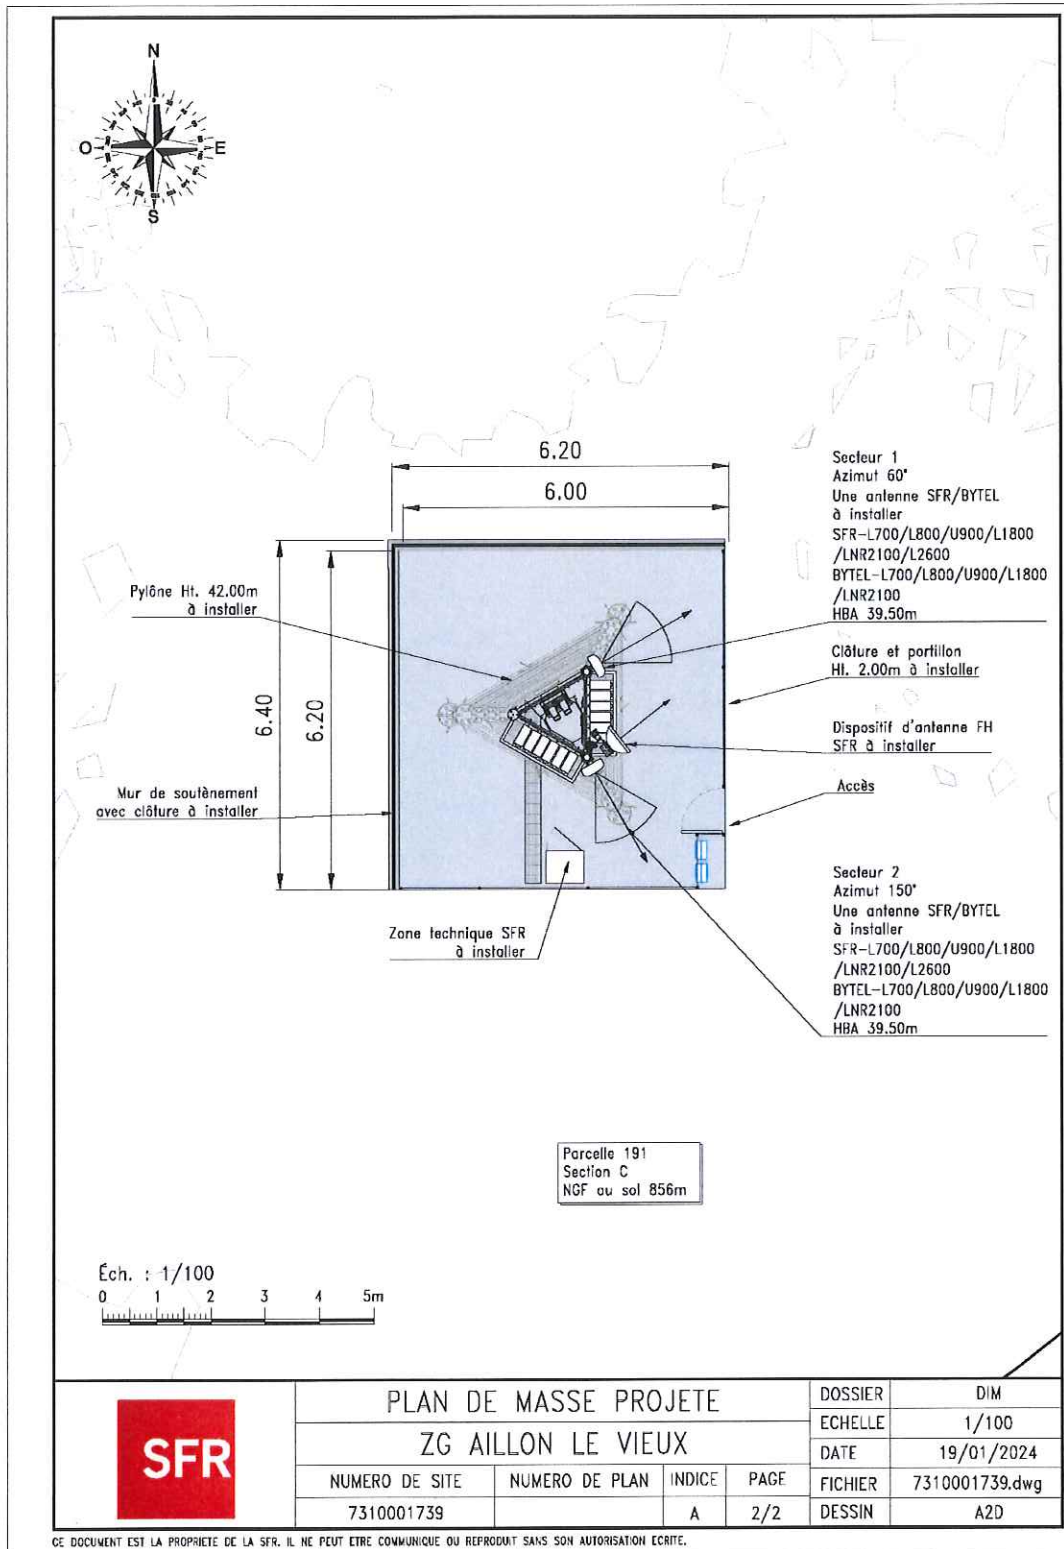 N
O
E
S
6.20
6.00
Secteur 1
Azimut 60°
Une antenne SFR/BYTEL
à installer
SFR-L700/L800/U900/L1800
/LNR2100/L2600
BYTEL-L700/L800/U900/L1800
/LNR2100
HBA 39.50m
Pylône Ht. 42.00m
à installer
Clôture et portillon
Ht. 2.00m à installer
6.40
6.20
Dispositif d'antenne FH
SFR à installer
Mur de soutènement
avec clôture à installer
Accès
Secteur 2
Azimut 150°
Une antenne SFR/BYTEL
à installer
SFR-L700/L800/U900/L1800
/LNR2100/L2600
BYTEL-L700/L800/U900/L1800
/LNR2100
HBA 39.50m
Zone technique SFR
à installer
Parcelle 191
Section C
NGF au sol 856m
Éch. : 1/100
0 1 2 3 4 5m
SFR
PLAN DE MASSE PROJETE
ZG AILLON LE VIEUX
NUMERO DE SITE NUMERO DE PLAN INDICE PAGE
7310001739 A 2/2
DOSSIER DIM
ECHELLE 1/100
DATE 19/01/2024
FICHIER 7310001739.dwg
DESSIN A2D
CE DOCUMENT EST LA PROPRIETE DE LA SFR. IL NE PEUT ETRE COMMUNIQUE OU REPRODUIT SANS SON AUTORISATION ECRITE.